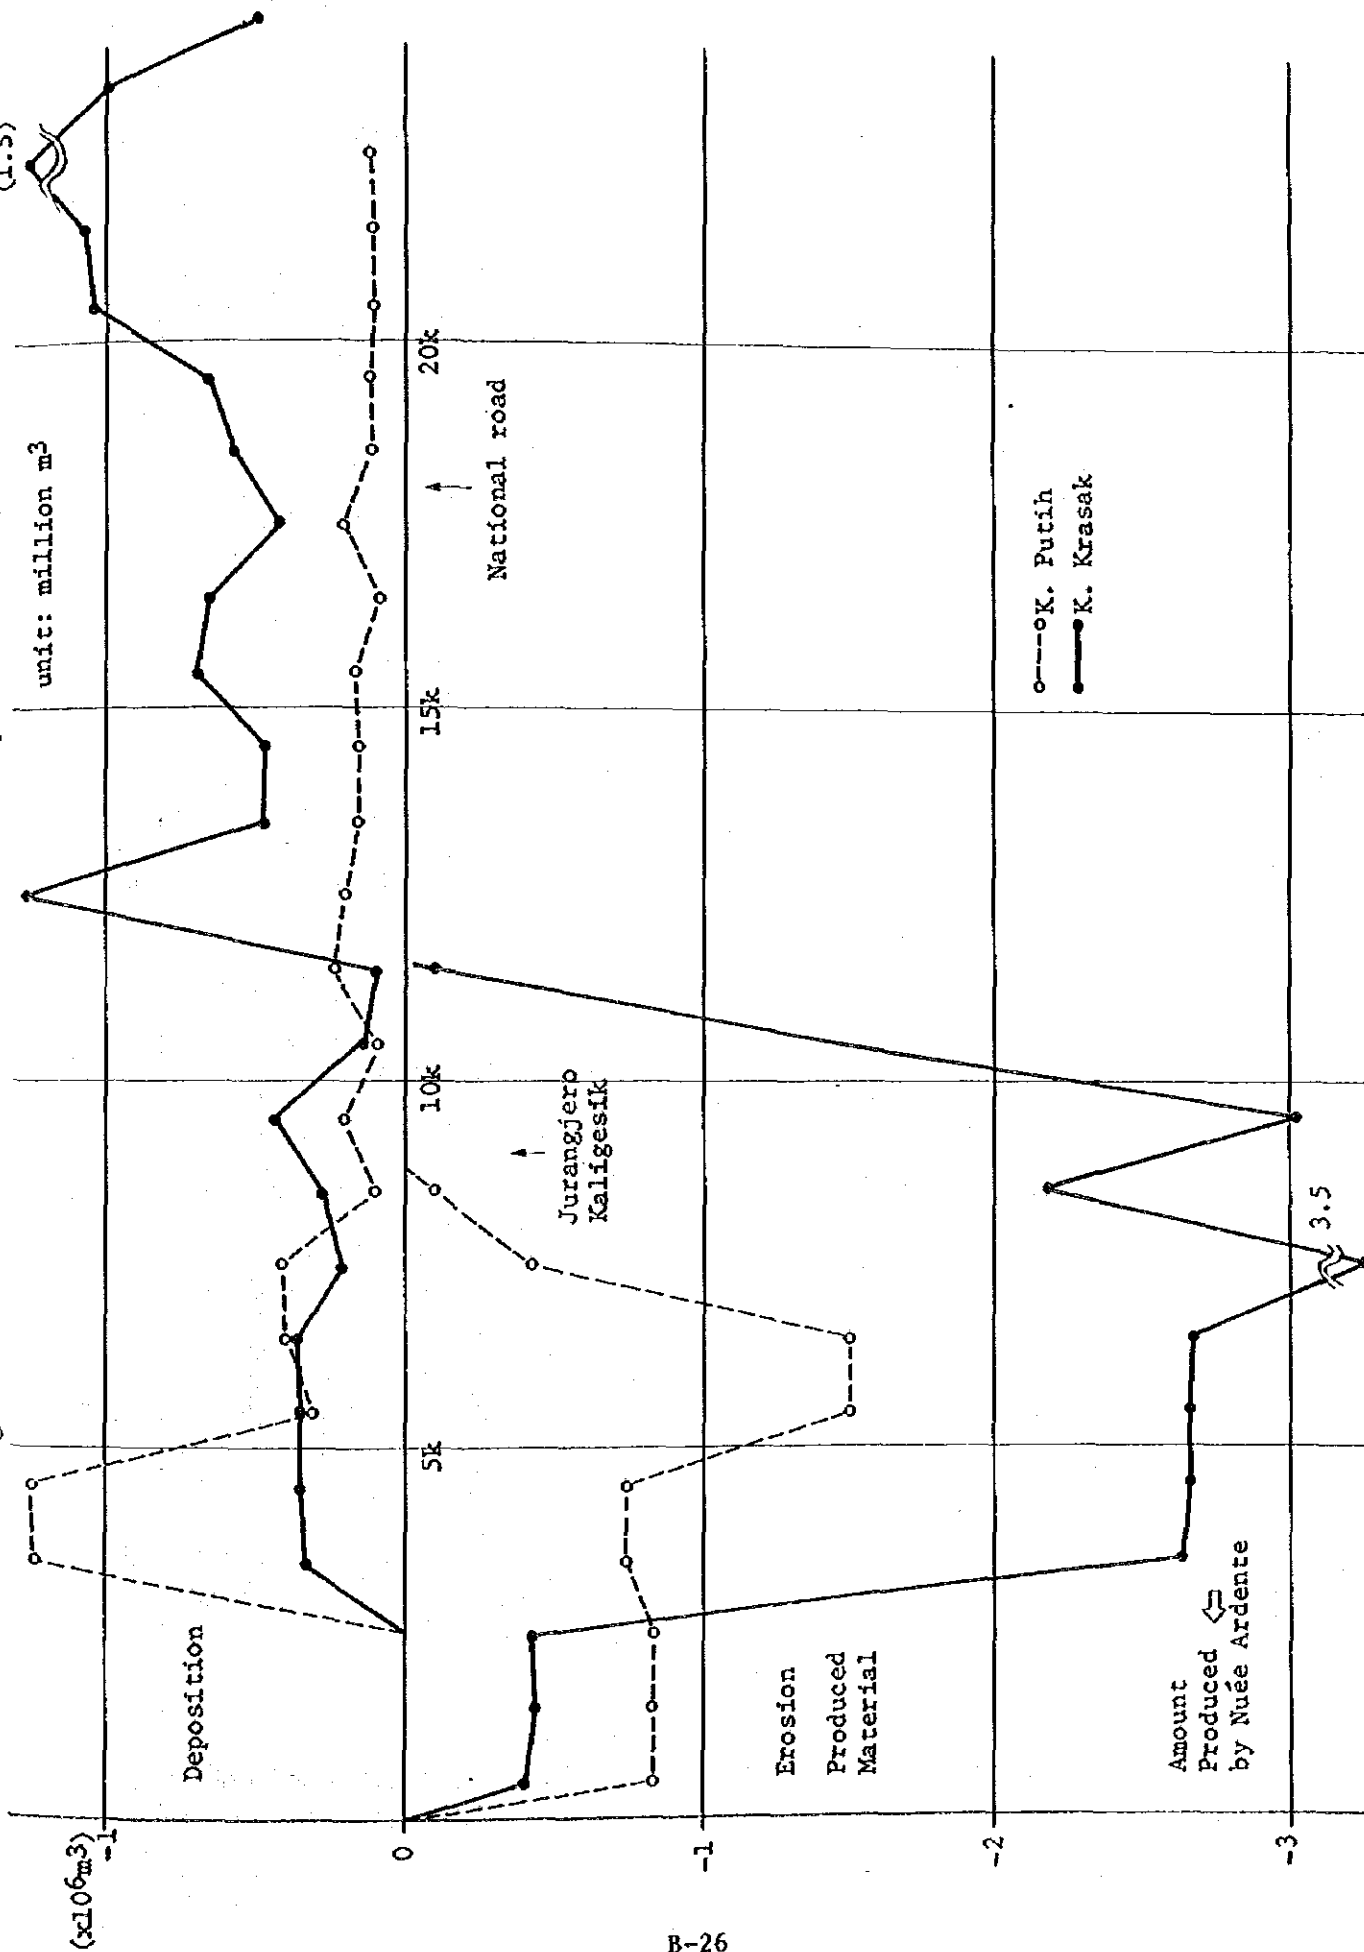 (x10⁶m3)
-1
0
-1
-2
-3
Deposition
unit: million m³
(1.5)
5k
10k
15k
20k
Jurangjero
Kaligesik
National road
Erosion
Produced
Material
Amount
Produced ⇦
by Nuée Ardente
3.5
o----o K. Putih
●——● K. Krasak
B-26